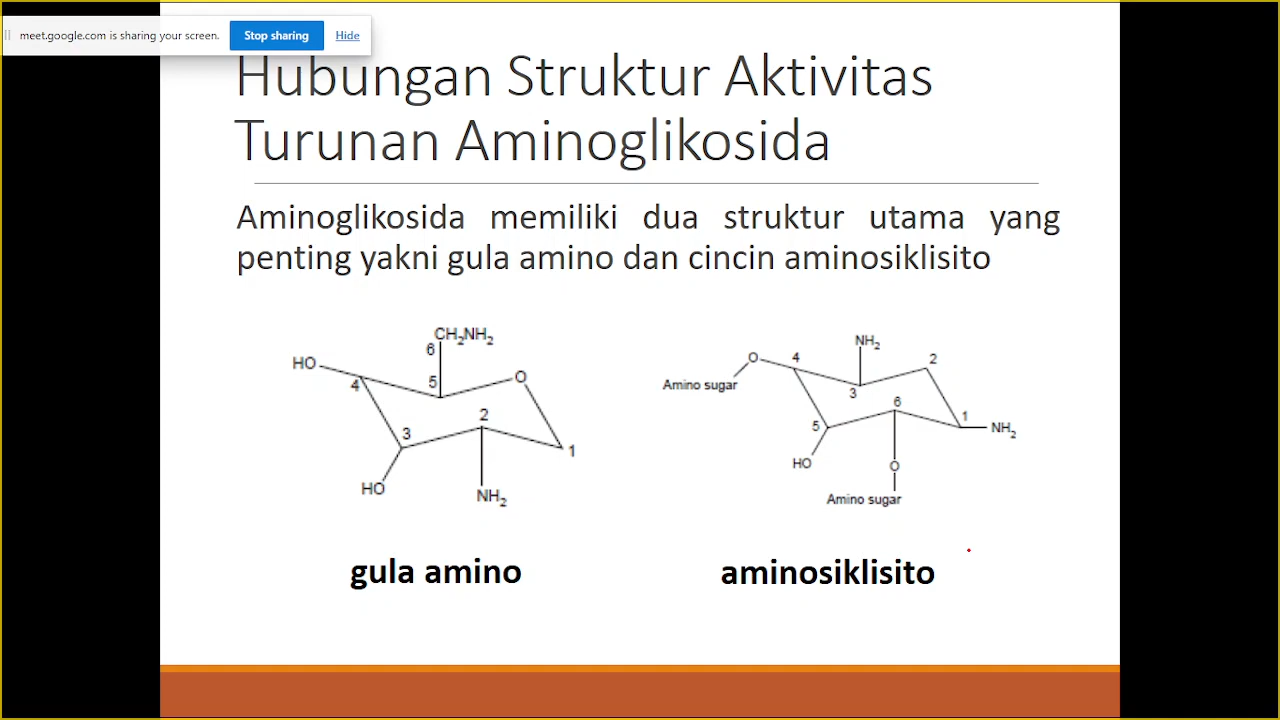 meet.google.com is sharing your screen. Stop sharing Hide
Hubungan Struktur Aktivitas
Turunan Aminoglikosida
Aminoglikosida memiliki dua struktur utama yang
penting yakni gula amino dan cincin aminosiklisito
CH2NH2
6
HO
4
5
O
2
3
1
HO
NH2
NH2
O
4
2
Amino sugar
3
6
5
1
NH2
HO
O
Amino sugar
gula amino
aminosiklisito